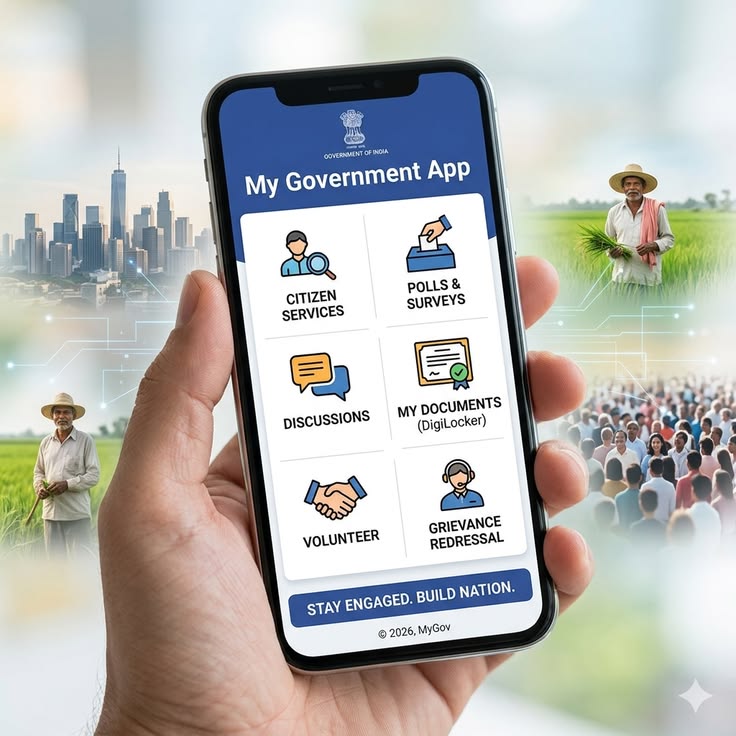 GOVERNMENT OF INDIA
My Government App
CITIZEN
SERVICES
POLLS &
SURVEYS
DISCUSSIONS
MY DOCUMENTS
(DigiLocker)
VOLUNTEER
GRIEVANCE
REDRESSAL
STAY ENGAGED. BUILD NATION.
© 2026, MyGov